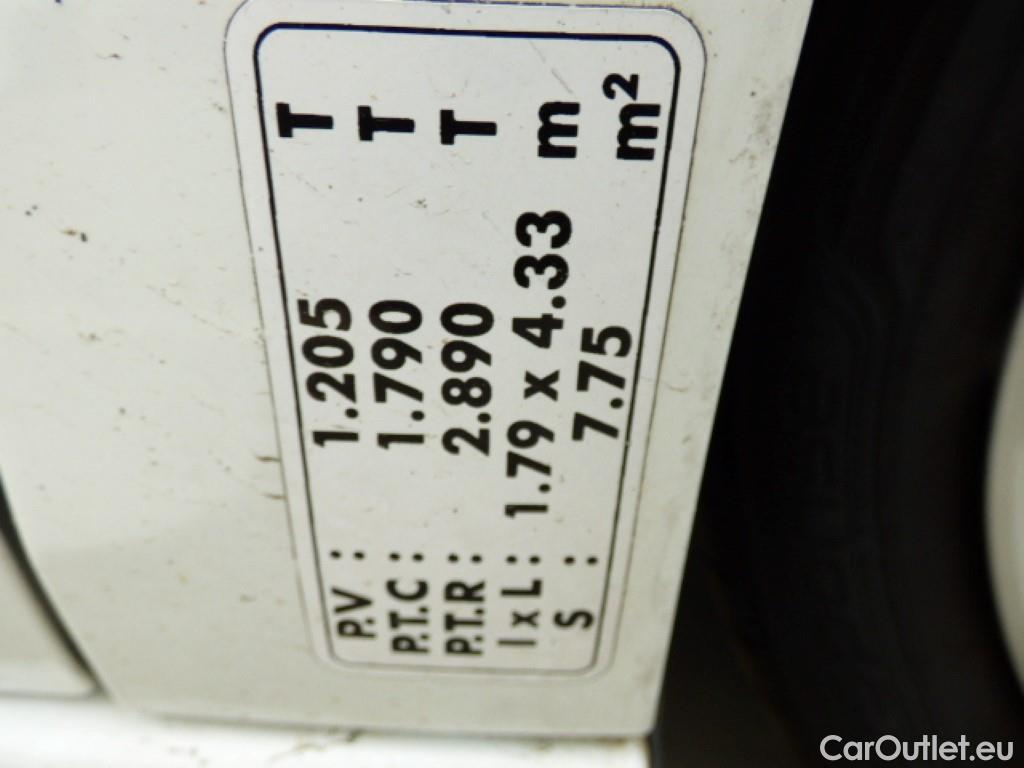 P.V : 1.205 T
P.T.C : 1.790 T
P.T.R : 2.890 T
l x L : 1.79 x 4.33 m
S : 7.75 m²
CarOutlet.eu